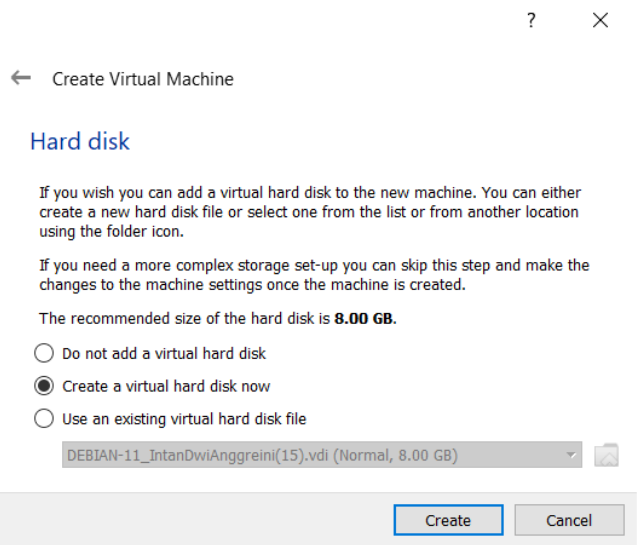 ?
Create Virtual Machine
Hard disk
If you wish you can add a virtual hard disk to the new machine. You can either
create a new hard disk file or select one from the list or from another location
using the folder icon.
If you need a more complex storage set-up you can skip this step and make the
changes to the machine settings once the machine is created.
The recommended size of the hard disk is 8.00 GB.
Do not add a virtual hard disk
Create a virtual hard disk now
Use an existing virtual hard disk file
DEBIAN-11_IntanDwiAnggreini(15).vdi (Normal, 8.00 GB)
Create Cancel